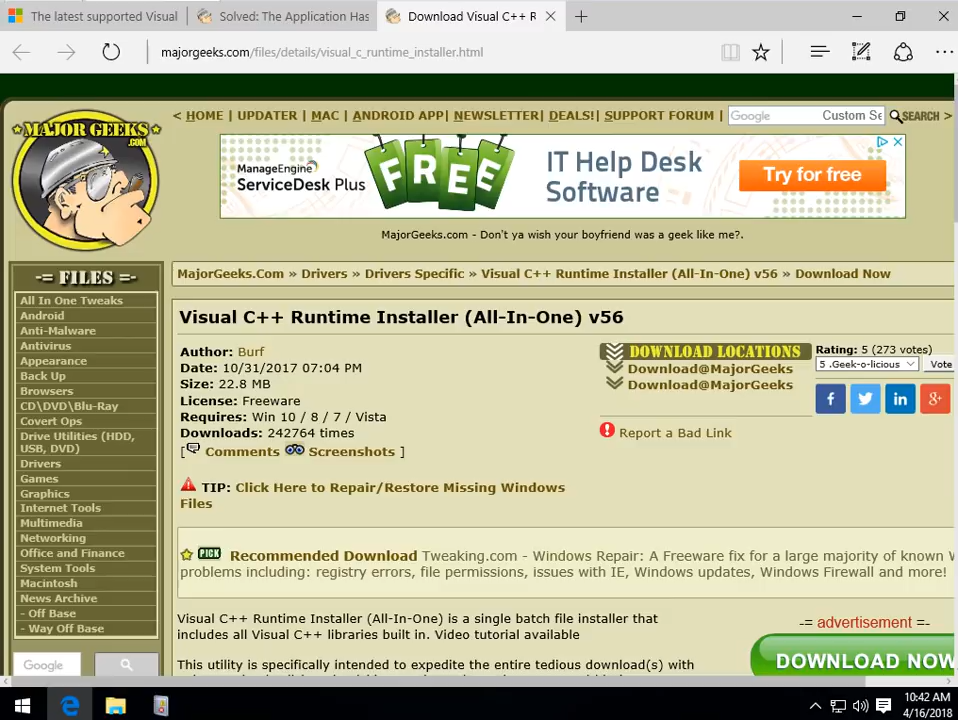 The latest supported Visual
Solved: The Application Has
Download Visual C++ R
majorgeeks.com/files/details/visual_c_runtime_installer.html
MAJOR GEEKS
.COM
< HOME | UPDATER | MAC | ANDROID APP| NEWSLETTER| DEALS!| SUPPORT FORUM |
Google Custom Se
SEARCH >
ManageEngine
ServiceDesk Plus
FREE
IT Help Desk
Software
Try for free
MajorGeeks.com - Don't ya wish your boyfriend was a geek like me?.
-= FILES =-
All In One Tweaks
Android
Anti-Malware
Antivirus
Appearance
Back Up
Browsers
CD\DVD\Blu-Ray
Covert Ops
Drive Utilities (HDD,
USB, DVD)
Drivers
Games
Graphics
Internet Tools
Multimedia
Networking
Office and Finance
System Tools
Macintosh
News Archive
- Off Base
- Way Off Base
Google
MajorGeeks.Com » Drivers » Drivers Specific » Visual C++ Runtime Installer (All-In-One) v56 » Download Now
Visual C++ Runtime Installer (All-In-One) v56
Author: Burf
Date: 10/31/2017 07:04 PM
Size: 22.8 MB
License: Freeware
Requires: Win 10 / 8 / 7 / Vista
Downloads: 242764 times
[ Comments Screenshots ]
DOWNLOAD LOCATIONS
Download@MajorGeeks
Download@MajorGeeks
Report a Bad Link
Rating: 5 (273 votes)
5 .Geek-o-licious
Vote
TIP: Click Here to Repair/Restore Missing Windows
Files
PICK Recommended Download Tweaking.com - Windows Repair: A Freeware fix for a large majority of known W
problems including: registry errors, file permissions, issues with IE, Windows updates, Windows Firewall and more!
Visual C++ Runtime Installer (All-In-One) is a single batch file installer that
includes all Visual C++ libraries built in. Video tutorial available
This utility is specifically intended to expedite the entire tedious download(s) with
-= advertisement =-
DOWNLOAD NOW
10:42 AM
4/16/2018